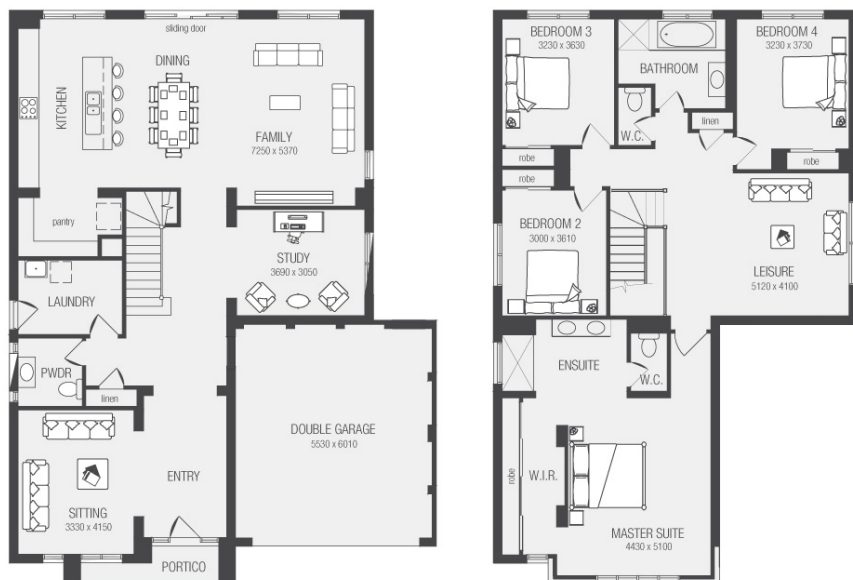 sliding door
DINING
KITCHEN
FAMILY
7250 x 5370
pantry
STUDY
3690 x 3050
LAUNDRY
PWDR
linen
DOUBLE GARAGE
5530 x 6010
ENTRY
SITTING
3330 x 4150
PORTICO
BEDROOM 3
3230 x 3630
BATHROOM
BEDROOM 4
3230 x 3730
W.C.
linen
robe
robe
robe
BEDROOM 2
3000 x 3610
LEISURE
5120 x 4100
ENSUITE
W.C.
robe
W.I.R.
MASTER SUITE
4430 x 5100